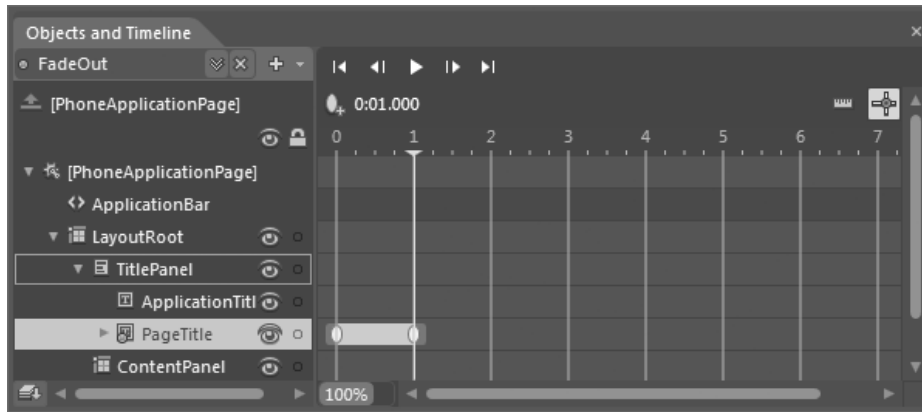 Objects and Timeline
FadeOut
[PhoneApplicationPage]
0:01.000
0 1 2 3 4 5 6 7
[PhoneApplicationPage]
ApplicationBar
LayoutRoot
TitlePanel
ApplicationTitl
PageTitle
ContentPanel
100%